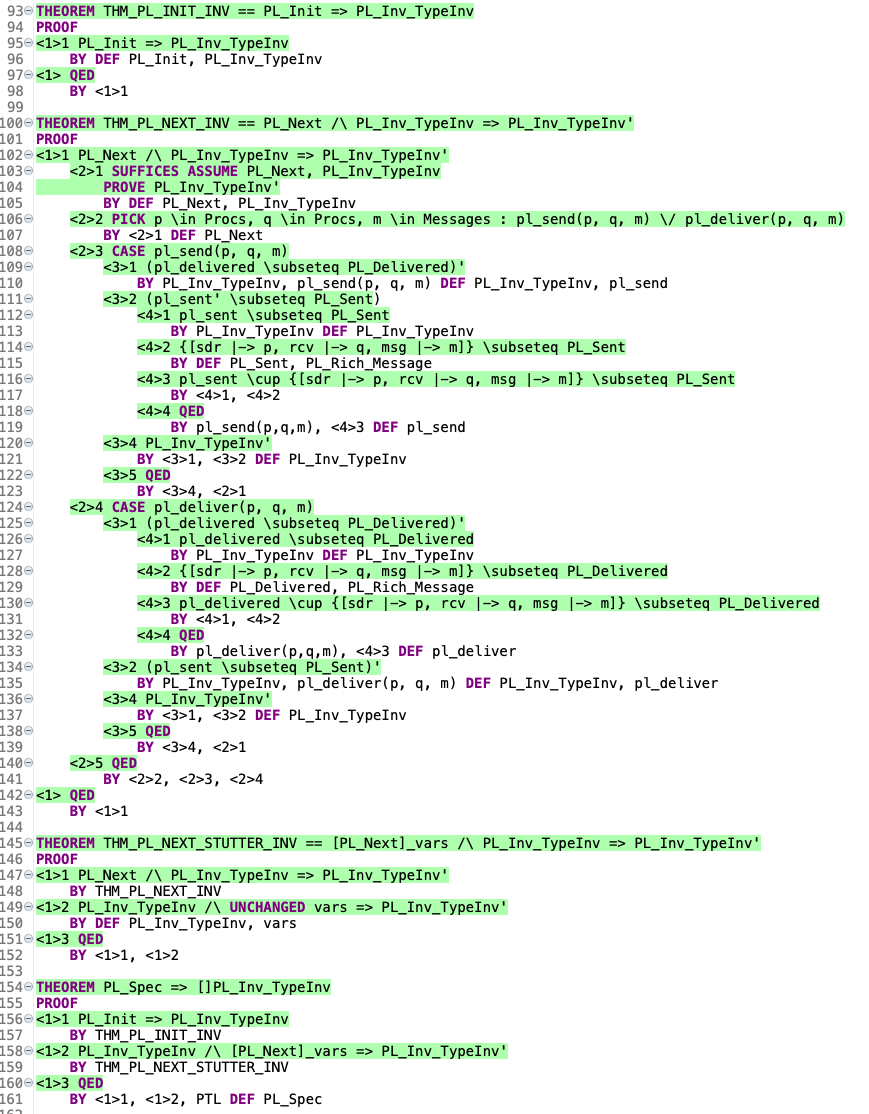 93 THEOREM THM_PL_INIT_INV == PL_Init => PL_Inv_TypeInv
94 PROOF
95 <1>1 PL_Init => PL_Inv_TypeInv
96     BY DEF PL_Init, PL_Inv_TypeInv
97 <1> QED
98     BY <1>1
99
100 THEOREM THM_PL_NEXT_INV == PL_Next /\ PL_Inv_TypeInv => PL_Inv_TypeInv'
101 PROOF
102 <1>1 PL_Next /\ PL_Inv_TypeInv => PL_Inv_TypeInv'
103     <2>1 SUFFICES ASSUME PL_Next, PL_Inv_TypeInv
104         PROVE PL_Inv_TypeInv'
105         BY DEF PL_Next, PL_Inv_TypeInv
106     <2>2 PICK p \in Procs, q \in Procs, m \in Messages : pl_send(p, q, m) \/ pl_deliver(p, q, m)
107         BY <2>1 DEF PL_Next
108     <2>3 CASE pl_send(p, q, m)
109         <3>1 (pl_delivered \subseteq PL_Delivered)'
110             BY PL_Inv_TypeInv, pl_send(p, q, m) DEF PL_Inv_TypeInv, pl_send
111         <3>2 (pl_sent' \subseteq PL_Sent)
112             <4>1 pl_sent \subseteq PL_Sent
113                 BY PL_Inv_TypeInv DEF PL_Inv_TypeInv
114             <4>2 {[sdr |-> p, rcv |-> q, msg |-> m]} \subseteq PL_Sent
115                 BY DEF PL_Sent, PL_Rich_Message
116             <4>3 pl_sent \cup {[sdr |-> p, rcv |-> q, msg |-> m]} \subseteq PL_Sent
117                 BY <4>1, <4>2
118             <4>4 QED
119                 BY pl_send(p,q,m), <4>3 DEF pl_send
120         <3>4 PL_Inv_TypeInv'
121             BY <3>1, <3>2 DEF PL_Inv_TypeInv
122         <3>5 QED
123             BY <3>4, <2>1
124     <2>4 CASE pl_deliver(p, q, m)
125         <3>1 (pl_delivered \subseteq PL_Delivered)'
126             <4>1 pl_delivered \subseteq PL_Delivered
127                 BY PL_Inv_TypeInv DEF PL_Inv_TypeInv
128             <4>2 {[sdr |-> p, rcv |-> q, msg |-> m]} \subseteq PL_Delivered
129                 BY DEF PL_Delivered, PL_Rich_Message
130             <4>3 pl_delivered \cup {[sdr |-> p, rcv |-> q, msg |-> m]} \subseteq PL_Delivered
131                 BY <4>1, <4>2
132             <4>4 QED
133                 BY pl_deliver(p,q,m), <4>3 DEF pl_deliver
134         <3>2 (pl_sent \subseteq PL_Sent)'
135             BY PL_Inv_TypeInv, pl_deliver(p, q, m) DEF PL_Inv_TypeInv, pl_deliver
136         <3>4 PL_Inv_TypeInv'
137             BY <3>1, <3>2 DEF PL_Inv_TypeInv
138         <3>5 QED
139             BY <3>4, <2>1
140     <2>5 QED
141         BY <2>2, <2>3, <2>4
142 <1> QED
143     BY <1>1
144
145 THEOREM THM_PL_NEXT_STUTTER_INV == [PL_Next]_vars /\ PL_Inv_TypeInv => PL_Inv_TypeInv'
146 PROOF
147 <1>1 PL_Next /\ PL_Inv_TypeInv => PL_Inv_TypeInv'
148     BY THM_PL_NEXT_INV
149 <1>2 PL_Inv_TypeInv /\ UNCHANGED vars => PL_Inv_TypeInv'
150     BY DEF PL_Inv_TypeInv, vars
151 <1>3 QED
152     BY <1>1, <1>2
153
154 THEOREM PL_Spec => []PL_Inv_TypeInv
155 PROOF
156 <1>1 PL_Init => PL_Inv_TypeInv
157     BY THM_PL_INIT_INV
158 <1>2 PL_Inv_TypeInv /\ [PL_Next]_vars => PL_Inv_TypeInv'
159     BY THM_PL_NEXT_STUTTER_INV
160 <1>3 QED
161     BY <1>1, <1>2, PTL DEF PL_Spec